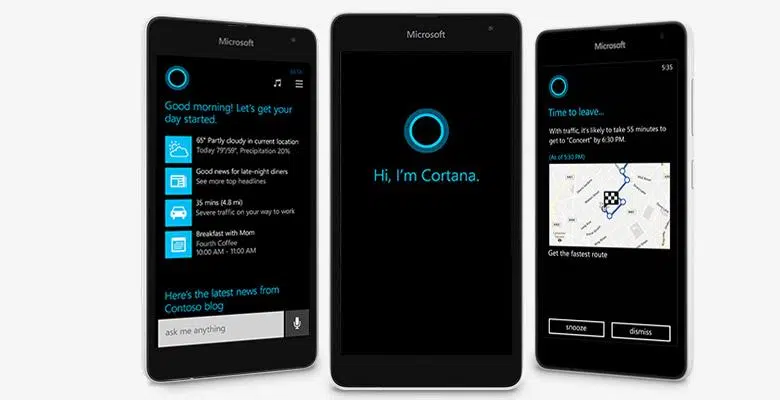 Microsoft
BETA
Good morning! Let's get your
day started.
65° Partly cloudy in current location
Today 79°/59°, Precipitation 20%
Good news for late-night diners
See more top headlines
35 mins (4.8 mi)
Severe traffic on your way to work
Breakfast with Mom
Fourth Coffee
10:00 AM - 11:00 AM
Here's the latest news from
Contoso blog
ask me anything
Microsoft
Hi, I'm Cortana.
Microsoft
5:35
Time to leave...
With traffic, it's likely to take 55 minutes to
get to "Concert" by 6:30 PM.
(As of 5:30 PM)
Get the fastest route
snooze
dismiss